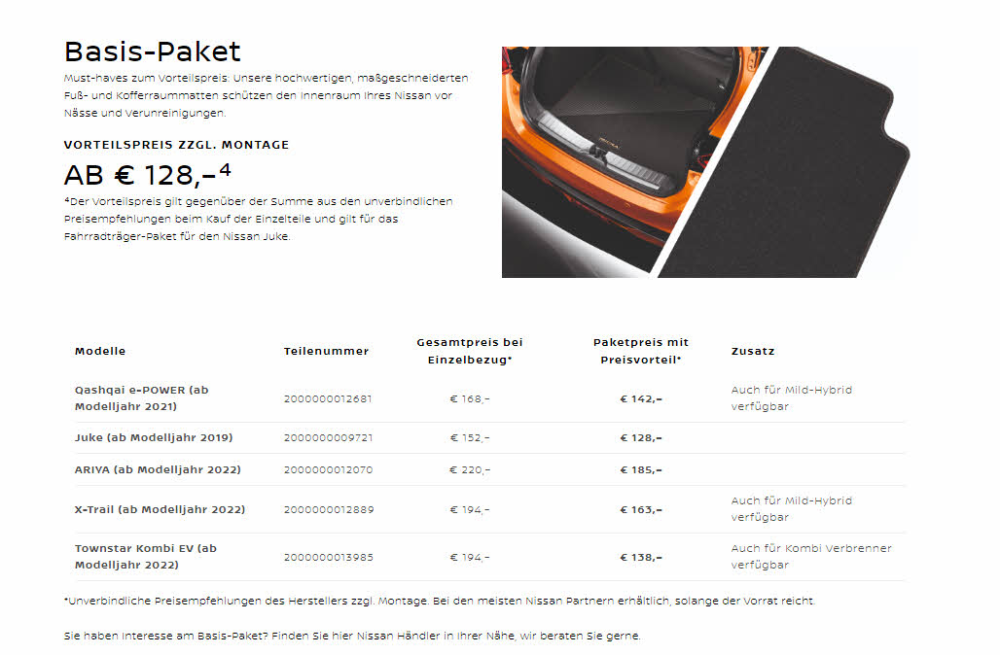 Basis-Paket
Must-haves zum Vorteilspreis: Unsere hochwertigen, maßgeschneiderten
Fuß- und Kofferraummatten schützen den Innenraum Ihres Nissan vor
Nässe und Verunreinigungen.
VORTEILSPREIS ZZGL. MONTAGE
AB € 128,–⁴
⁴Der Vorteilspreis gilt gegenüber der Summe aus den unverbindlichen
Preisempfehlungen beim Kauf der Einzelteile und gilt für das
Fahrradträger-Paket für den Nissan Juke.
Modelle Teilenummer Gesamtpreis bei Einzelbezug* Paketpreis mit Preisvorteil* Zusatz
Qashqai e-POWER (ab Modelljahr 2021) 2000000012681 € 168,– € 142,– Auch für Mild-Hybrid verfügbar
Juke (ab Modelljahr 2019) 2000000009721 € 152,– € 128,–
ARIYA (ab Modelljahr 2022) 2000000012070 € 220,– € 185,–
X-Trail (ab Modelljahr 2022) 2000000012889 € 194,– € 163,– Auch für Mild-Hybrid verfügbar
Townstar Kombi EV (ab Modelljahr 2022) 2000000013985 € 194,– € 138,– Auch für Kombi Verbrenner verfügbar
*Unverbindliche Preisempfehlungen des Herstellers zzgl. Montage. Bei den meisten Nissan Partnern erhältlich, solange der Vorrat reicht.
Sie haben Interesse am Basis-Paket? Finden Sie hier Nissan Händler in Ihrer Nähe, wir beraten Sie gerne.